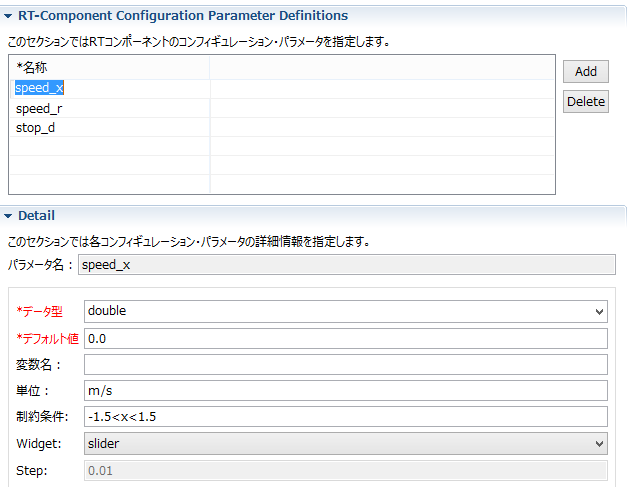 RT-Component Configuration Parameter Definitions
このセクションではRTコンポーネントのコンフィギュレーション・パラメータを指定します。
*名称
speed_x
speed_r
stop_d
Add
Delete
Detail
このセクションでは各コンフィギュレーション・パラメータの詳細情報を指定します。
パラメータ名： speed_x
*データ型 double
*デフォルト値 0.0
変数名：
単位： m/s
制約条件: -1.5<x<1.5
Widget: slider
Step: 0.01